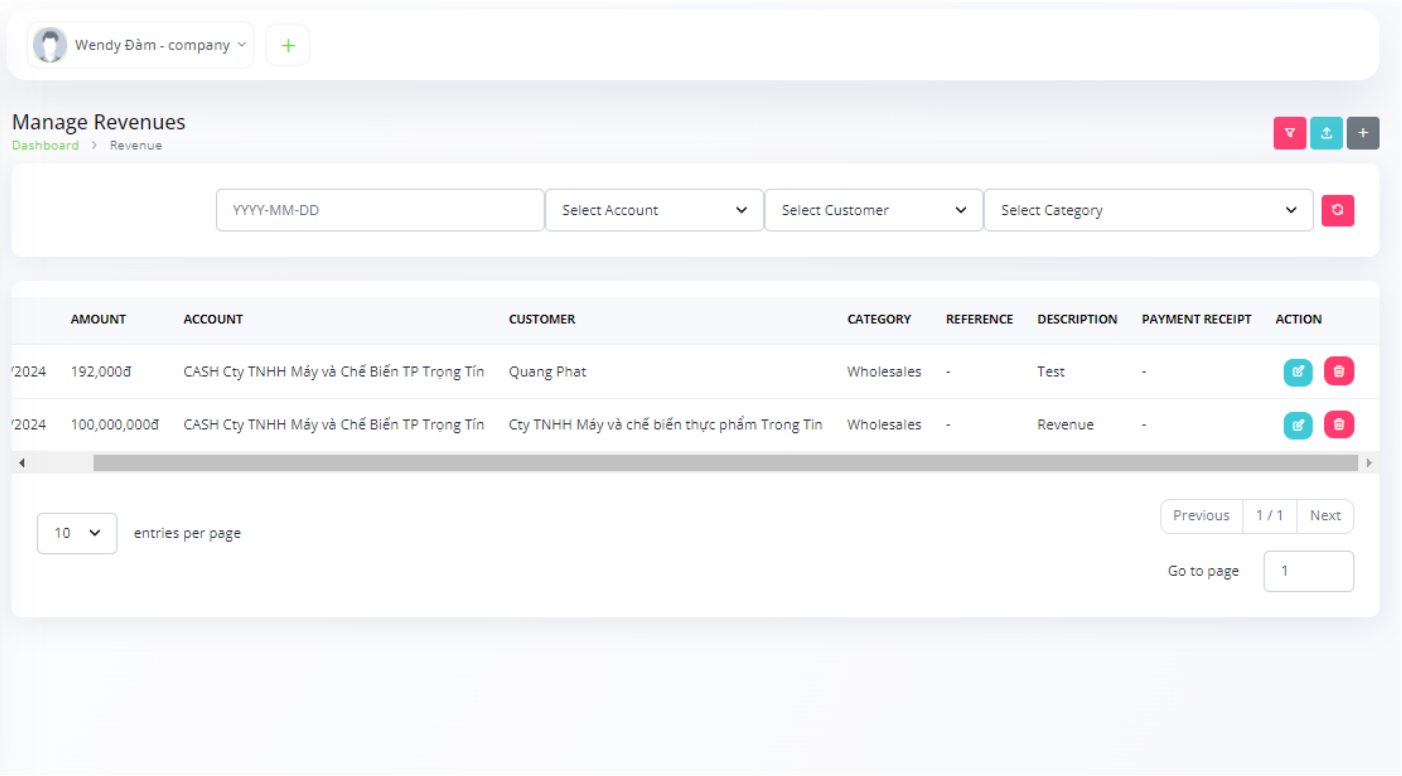 Wendy Đàm - company
Manage Revenues
Dashboard > Revenue
YYYY-MM-DD Select Account Select Customer Select Category
AMOUNT ACCOUNT CUSTOMER CATEGORY REFERENCE DESCRIPTION PAYMENT RECEIPT ACTION
/2024 192,000đ CASH Cty TNHH Máy và Chế Biến TP Trọng Tín Quang Phat Wholesales - Test -
/2024 100,000,000đ CASH Cty TNHH Máy và Chế Biến TP Trọng Tín Cty TNHH Máy và chế biến thực phẩm Trong Tin Wholesales - Revenue -
10 entries per page
Previous 1 / 1 Next
Go to page 1